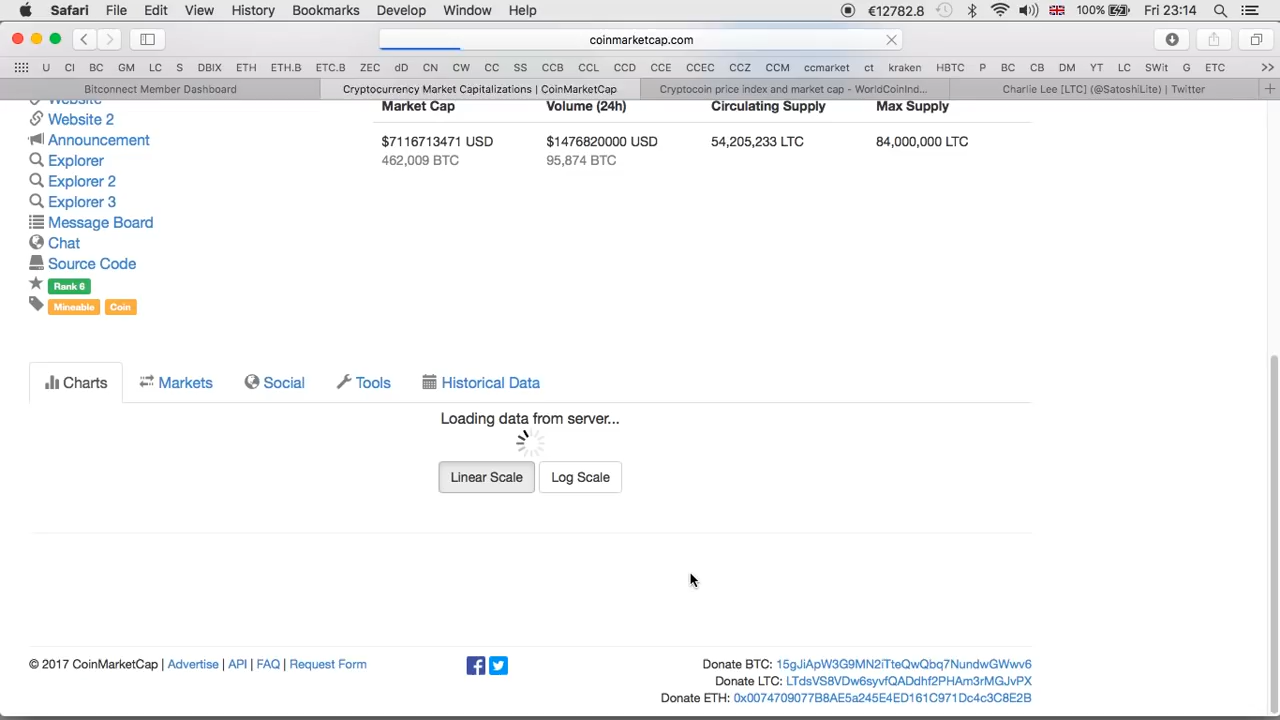 Safari File Edit View History Bookmarks Develop Window Help €12782.8 100% Fri 23:14
coinmarketcap.com
U CI BC GM LC S DBIX ETH ETH.B ETC.B ZEC dD CN CW CC SS CCB CCL CCD CCE CCEC CCZ CCM ccmarket ct kraken HBTC P BC CB DM YT LC SWit G ETC
Bitconnect Member Dashboard Cryptocurrency Market Capitalizations | CoinMarketCap Cryptocoin price index and market cap - WorldCoinInd... Charlie Lee [LTC] (@SatoshiLite) | Twitter
Website
Market Cap Volume (24h) Circulating Supply Max Supply
Website 2
Announcement
$7116713471 USD $1476820000 USD 54,205,233 LTC 84,000,000 LTC
Explorer
462,009 BTC 95,874 BTC
Explorer 2
Explorer 3
Message Board
Chat
Source Code
Rank 6
Mineable Coin
Charts Markets Social Tools Historical Data
Loading data from server...
Linear Scale Log Scale
© 2017 CoinMarketCap | Advertise | API | FAQ | Request Form
Donate BTC: 15gJiApW3G9MN2iTteQwQbq7NundwGWwv6
Donate LTC: LTdsVS8VDw6syvfQADdhf2PHAm3rMGJvPX
Donate ETH: 0x0074709077B8AE5a245E4ED161C971Dc4c3C8E2B